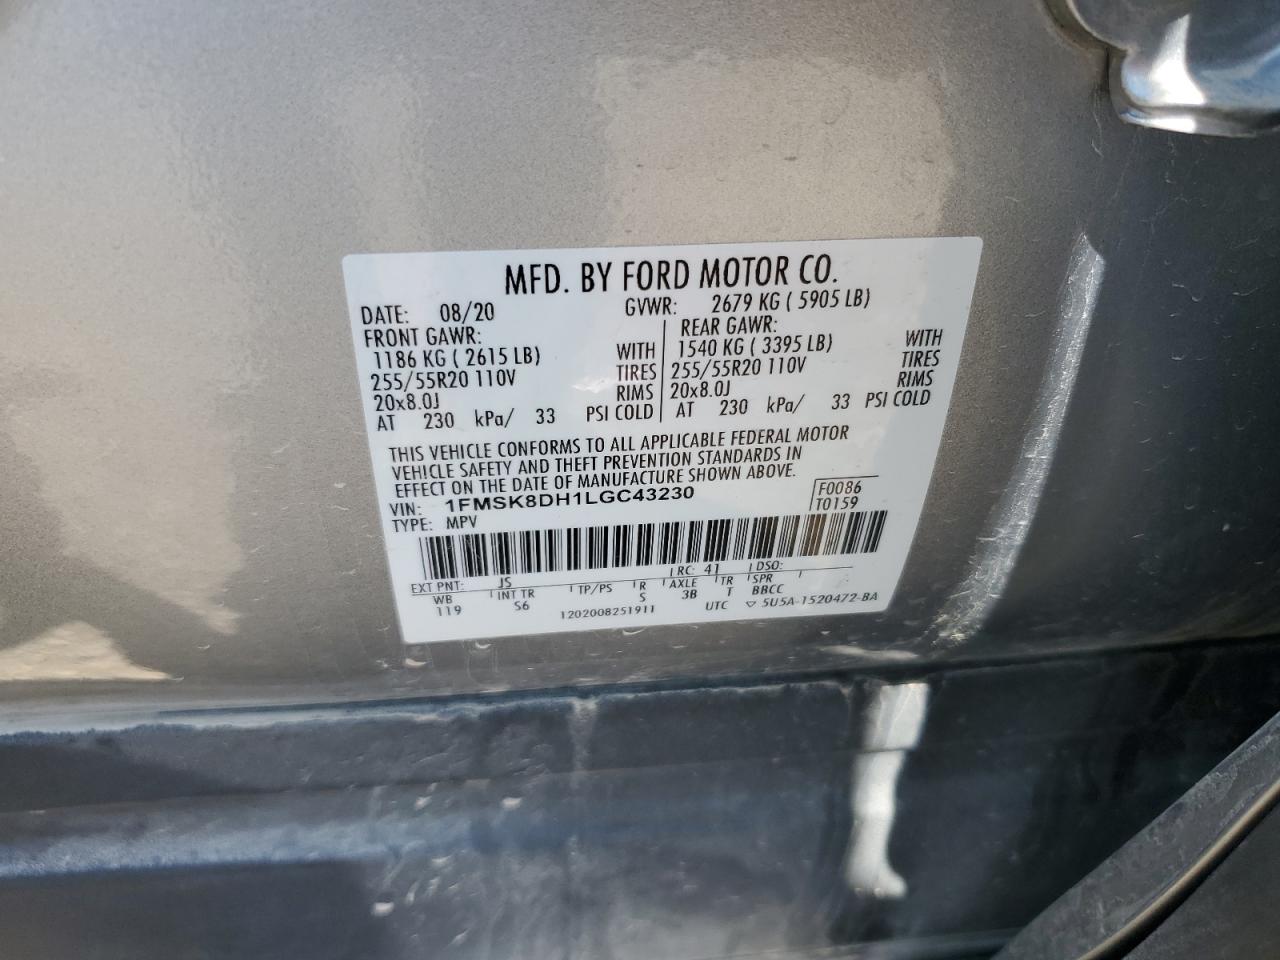 MFD. BY FORD MOTOR CO.
DATE: 08/20 GVWR: 2679 KG ( 5905 LB)
FRONT GAWR: REAR GAWR:
1186 KG ( 2615 LB) WITH 1540 KG ( 3395 LB) WITH
255/55R20 110V TIRES 255/55R20 110V TIRES
20x8.0J RIMS 20x8.0J RIMS
AT 230 kPa/ 33 PSI COLD AT 230 kPa/ 33 PSI COLD
THIS VEHICLE CONFORMS TO ALL APPLICABLE FEDERAL MOTOR
VEHICLE SAFETY AND THEFT PREVENTION STANDARDS IN
EFFECT ON THE DATE OF MANUFACTURE SHOWN ABOVE.
VIN: 1FMSK8DH1LGC43230 F0086
TYPE: MPV T0159
EXT PNT: JS RC: 41 DSO:
WB INT TR TP/PS R AXLE TR SPR
119 S6 S 3B T BBCC
1202008251911 UTC ▽ 5U5A-1520472-BA